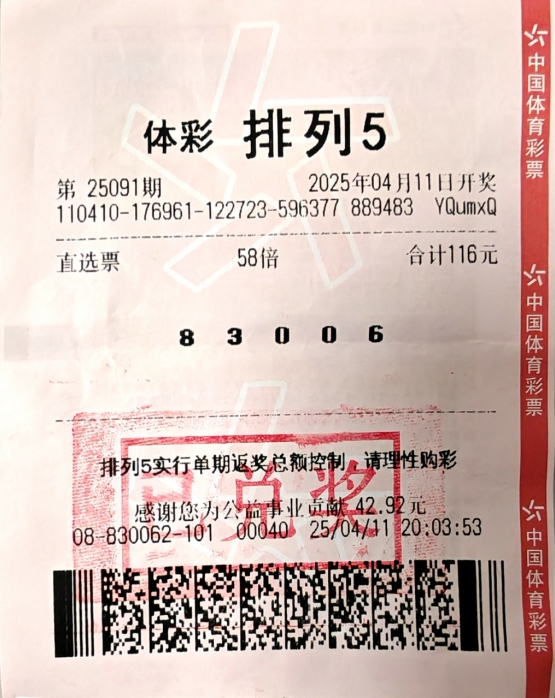 体彩 排列5
第 25091期 2025年04月11日开奖
110410-176961-122723-596377 889483 YQumxQ
直选票 58倍 合计116元
8 3 0 0 6
排列5实行单期返奖总额控制,请理性购彩
已兑奖
感谢您为公益事业贡献 42.92元
08-830062-101 00040 25/04/11 20:03:53
中国体育彩票
中国体育彩票
中国体育彩票